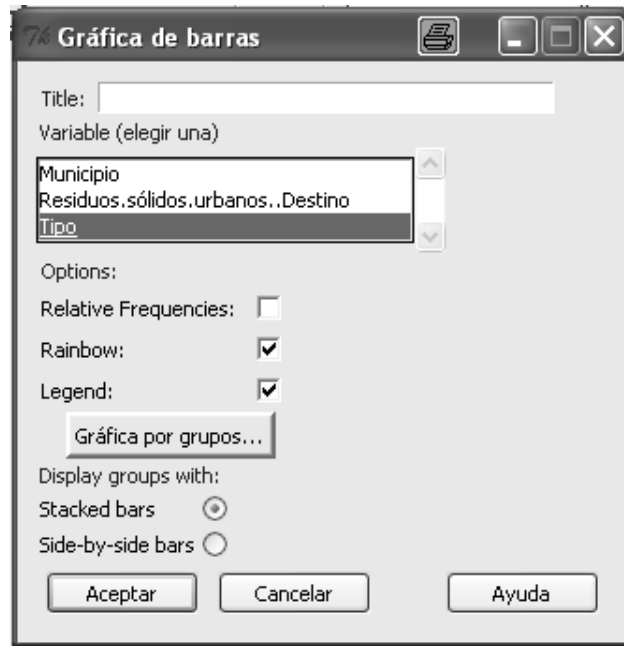 Gráfica de barras
Title:
Variable (elegir una)
Municipio
Residuos.sólidos.urbanos..Destino
Tipo
Options:
Relative Frequencies:
Rainbow:
Legend:
Gráfica por grupos...
Display groups with:
Stacked bars
Side-by-side bars
Aceptar Cancelar Ayuda